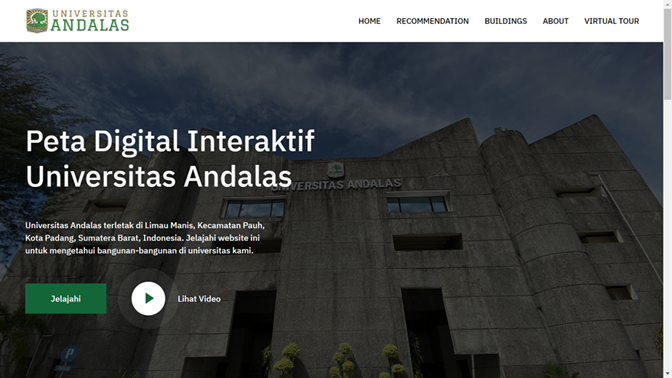 UNIVERSITAS
ANDALAS
HOME RECOMMENDATION BUILDINGS ABOUT VIRTUAL TOUR
Peta Digital Interaktif
Universitas Andalas
UNIVERSITAS ANDALAS
Universitas Andalas terletak di Limau Manis, Kecamatan Pauh,
Kota Padang, Sumatera Barat, Indonesia. Jelajahi website ini
untuk mengetahui bangunan-bangunan di universitas kami.
Jelajahi
Lihat Video
P